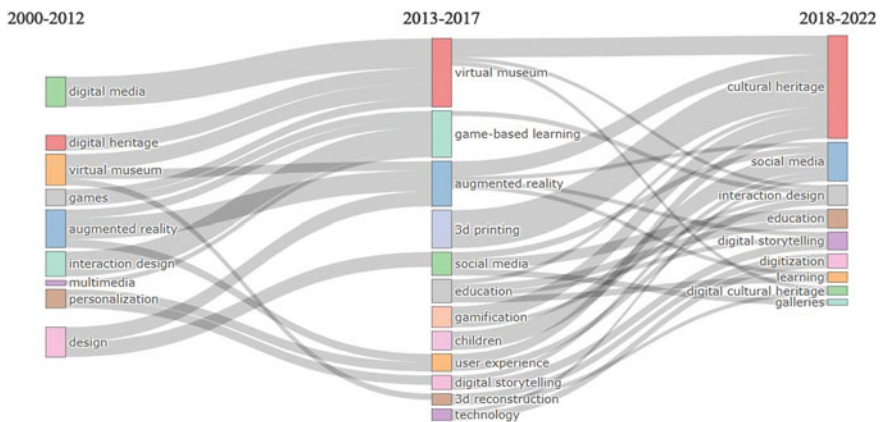 2000-2012
2013-2017
2018-2022
digital media
digital heritage
virtual museum
games
augmented reality
interaction design
multimedia
personalization
design
virtual museum
game-based learning
augmented reality
3d printing
social media
education
gamification
children
user experience
digital storytelling
3d reconstruction
technology
cultural heritage
social media
interaction design
education
digital storytelling
digitization
learning
digital cultural heritage
galleries